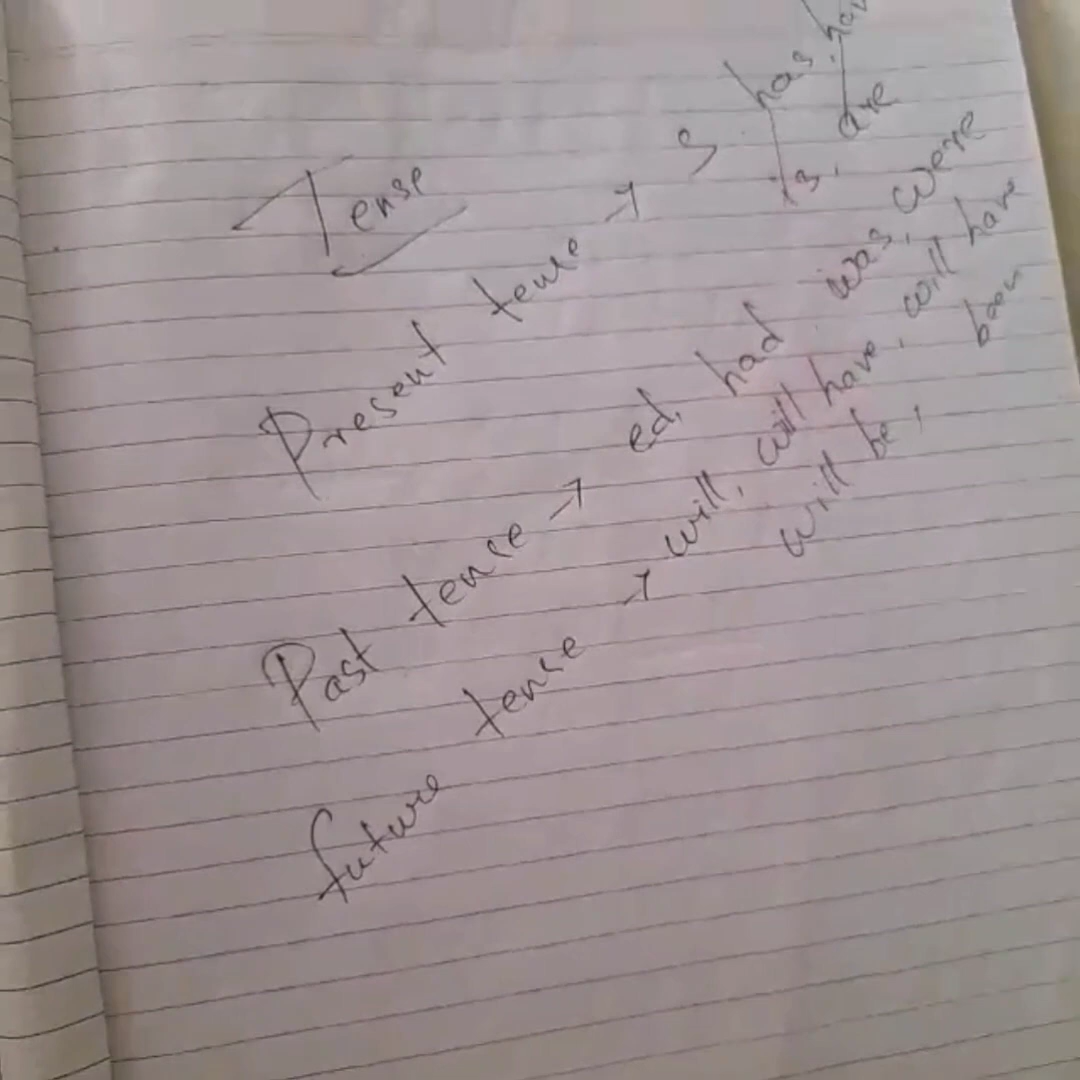 Tense
Present tense → s has, hav
is, are
Past tense → ed, had was, were
future tense → will, will have, will have
will be, been